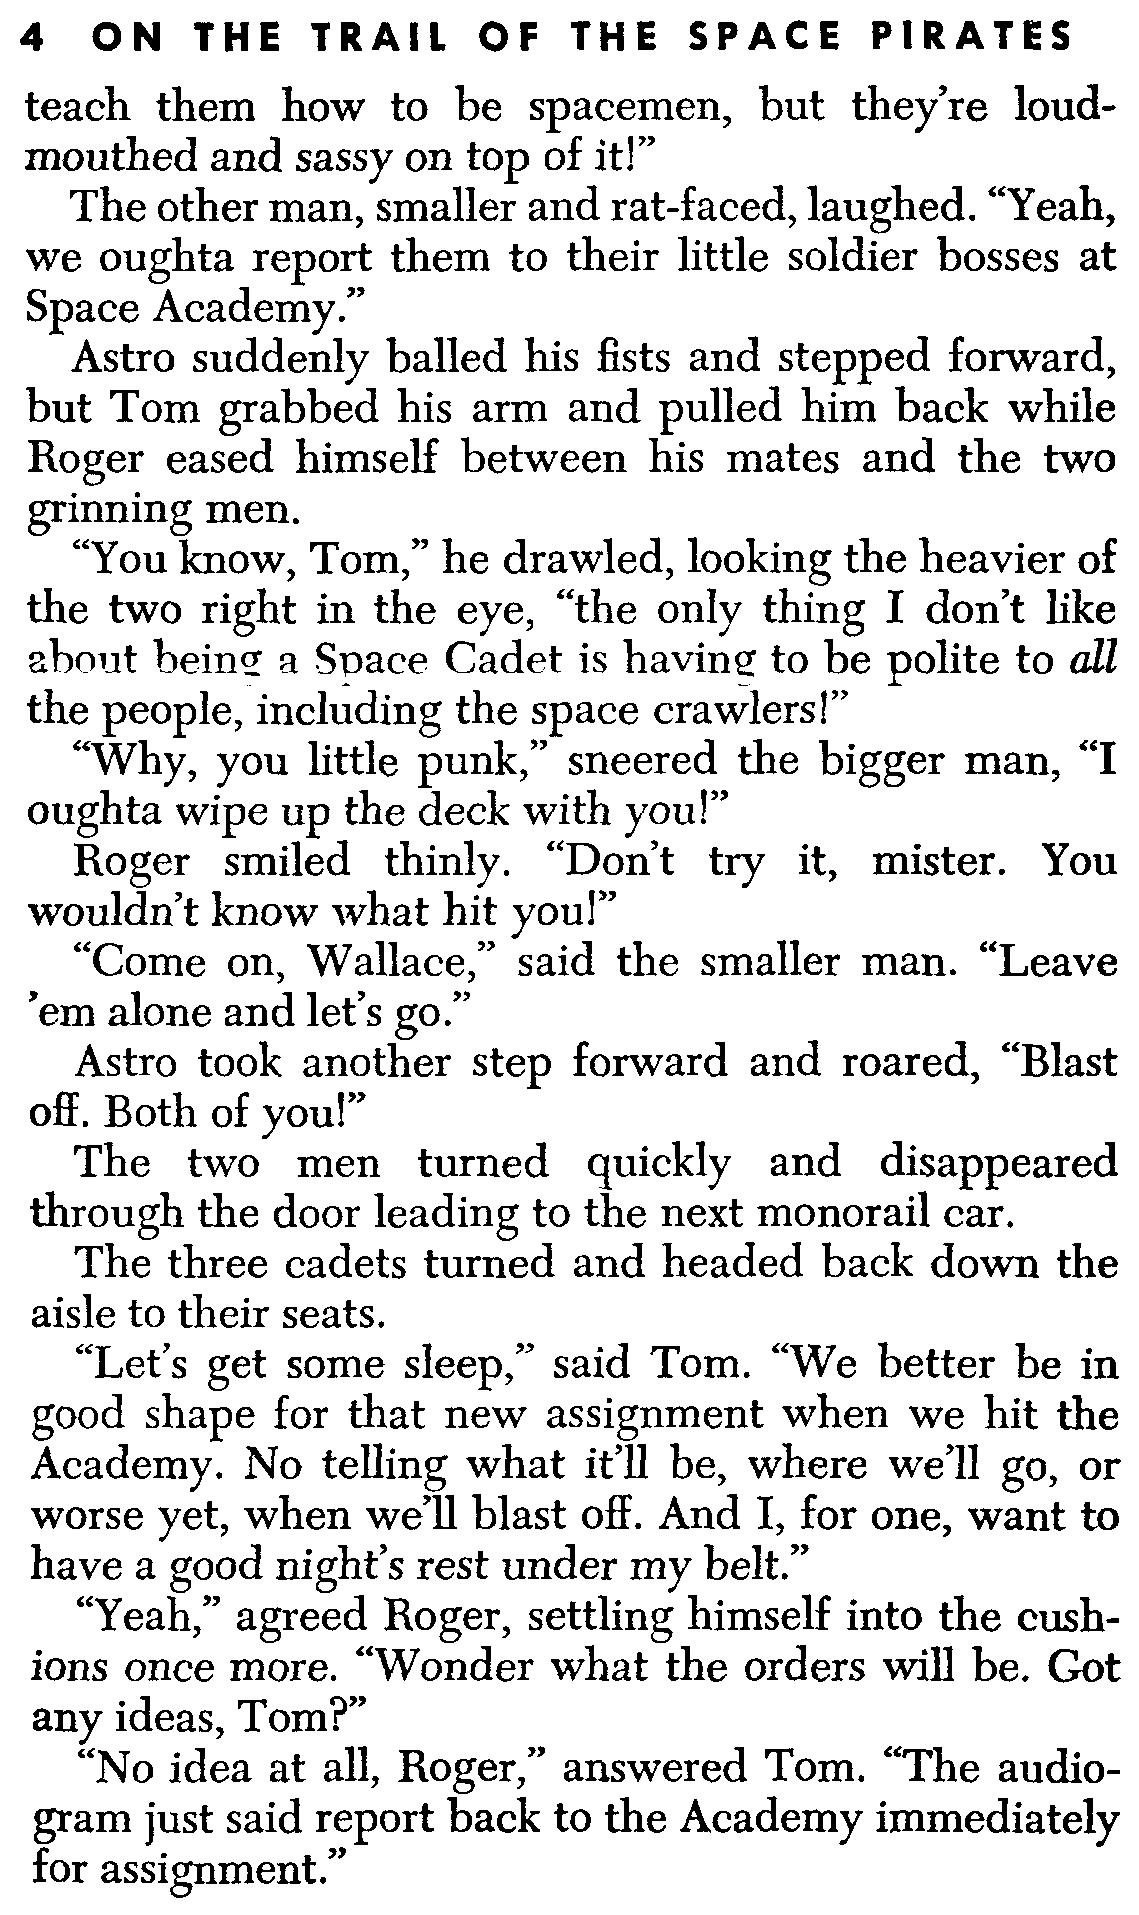 4 ON THE TRAIL OF THE SPACE PIRATES
teach them how to be spacemen, but they're loud-
mouthed and sassy on top of it!”
The other man, smaller and rat-faced, laughed. “Yeah,
we oughta report them to their little soldier bosses at
Space Academy.”
Astro suddenly balled his fists and stepped forward,
but Tom grabbed his arm and pulled him back while
Roger eased himself between his mates and the two
grinning men.
“You know, Tom,” he drawled, looking the heavier of
the two right in the eye, “the only thing I don't like
about being a Space Cadet is having to be polite to all
the people, including the space crawlers!”
“Why, you little punk,” sneered the bigger man, “I
oughta wipe up the deck with you!”
Roger smiled thinly. “Don't try it, mister. You
wouldn't know what hit you!”
“Come on, Wallace,” said the smaller man. “Leave
'em alone and let's go.”
Astro took another step forward and roared, “Blast
off. Both of you!”
The two men turned quickly and disappeared
through the door leading to the next monorail car.
The three cadets turned and headed back down the
aisle to their seats.
“Let's get some sleep,” said Tom. “We better be in
good shape for that new assignment when we hit the
Academy. No telling what it'll be, where we'll go, or
worse yet, when we'll blast off. And I, for one, want to
have a good night's rest under my belt.”
“Yeah,” agreed Roger, settling himself into the cush-
ions once more. “Wonder what the orders will be. Got
any ideas, Tom?”
“No idea at all, Roger,” answered Tom. “The audio-
gram just said report back to the Academy immediately
for assignment.”